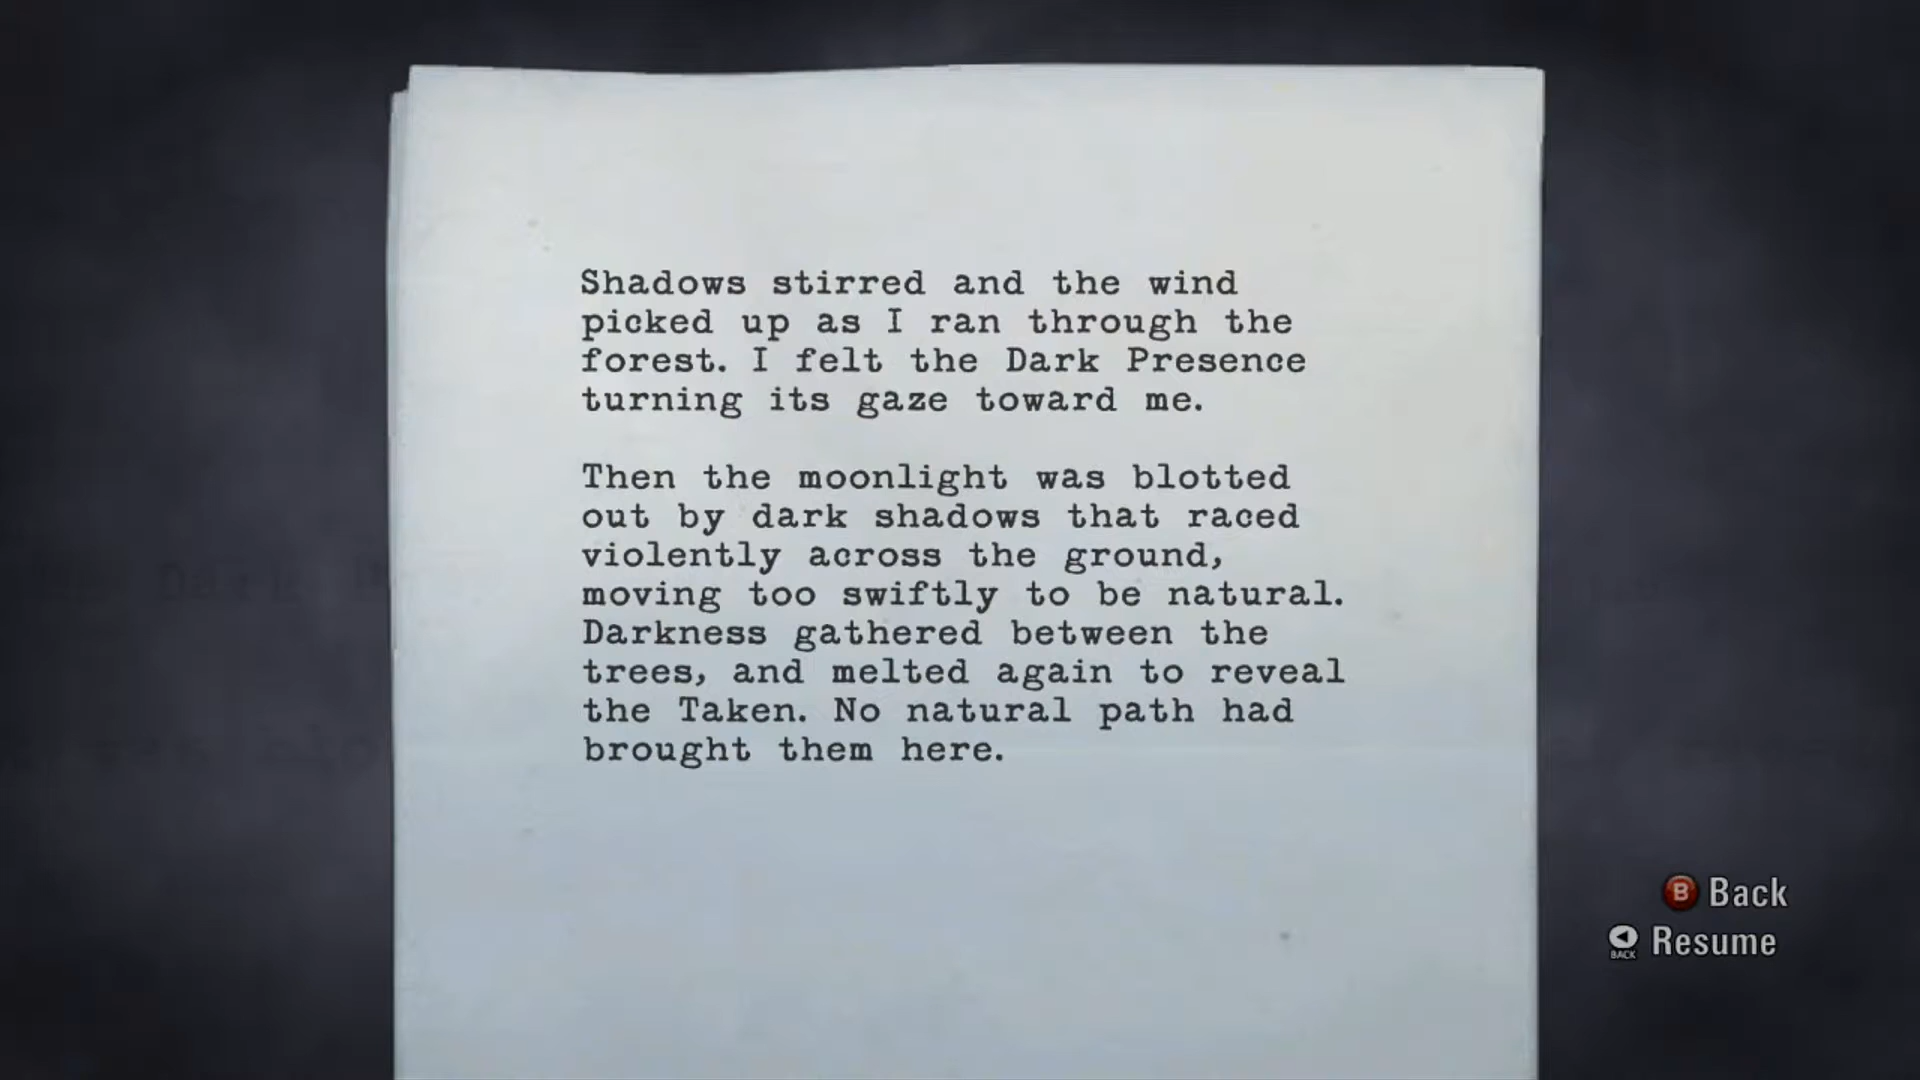 Shadows stirred and the wind
picked up as I ran through the
forest. I felt the Dark Presence
turning its gaze toward me.
Then the moonlight was blotted
out by dark shadows that raced
violently across the ground,
moving too swiftly to be natural.
Darkness gathered between the
trees, and melted again to reveal
the Taken. No natural path had
brought them here.
B Back
BACK Resume